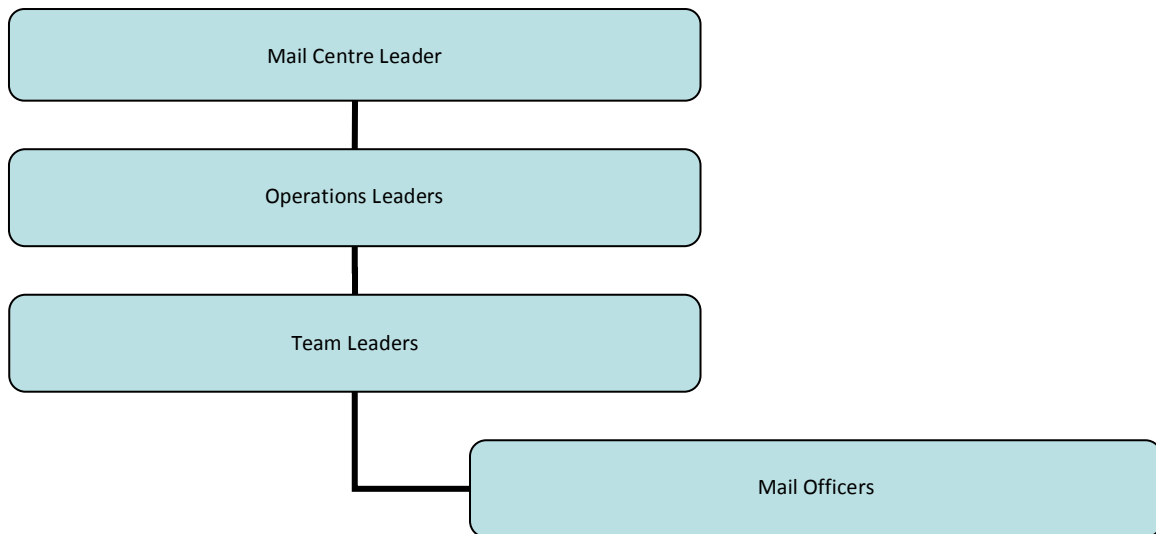 Mail Centre Leader
Operations Leaders
Team Leaders
Mail Officers